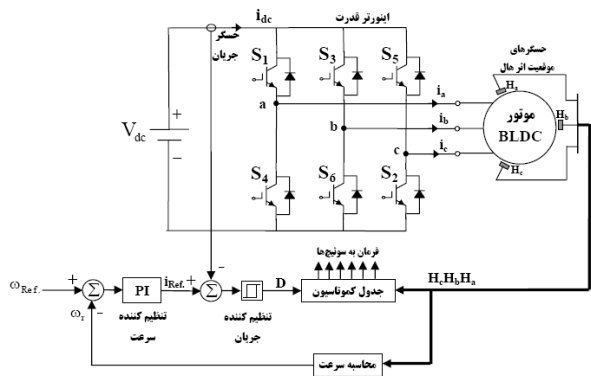 i_dc
اینورتر قدرت
حسگر
جریان
حسگرهای
موقعیت اثر هال
S1
S3
S5
H_a
a
i_a
موتور
BLDC
H_b
V_dc
+
−
b
i_b
c
i_c
H_c
S4
S6
S2
فرمان به سوئیچ‌ها
ω_Ref.
+
Σ
PI
i_Ref.
+
−
Σ
D
جدول کموتاسیون
H_cH_bH_a
ω_r
−
تنظیم کننده
سرعت
تنظیم کننده
جریان
محاسبه سرعت